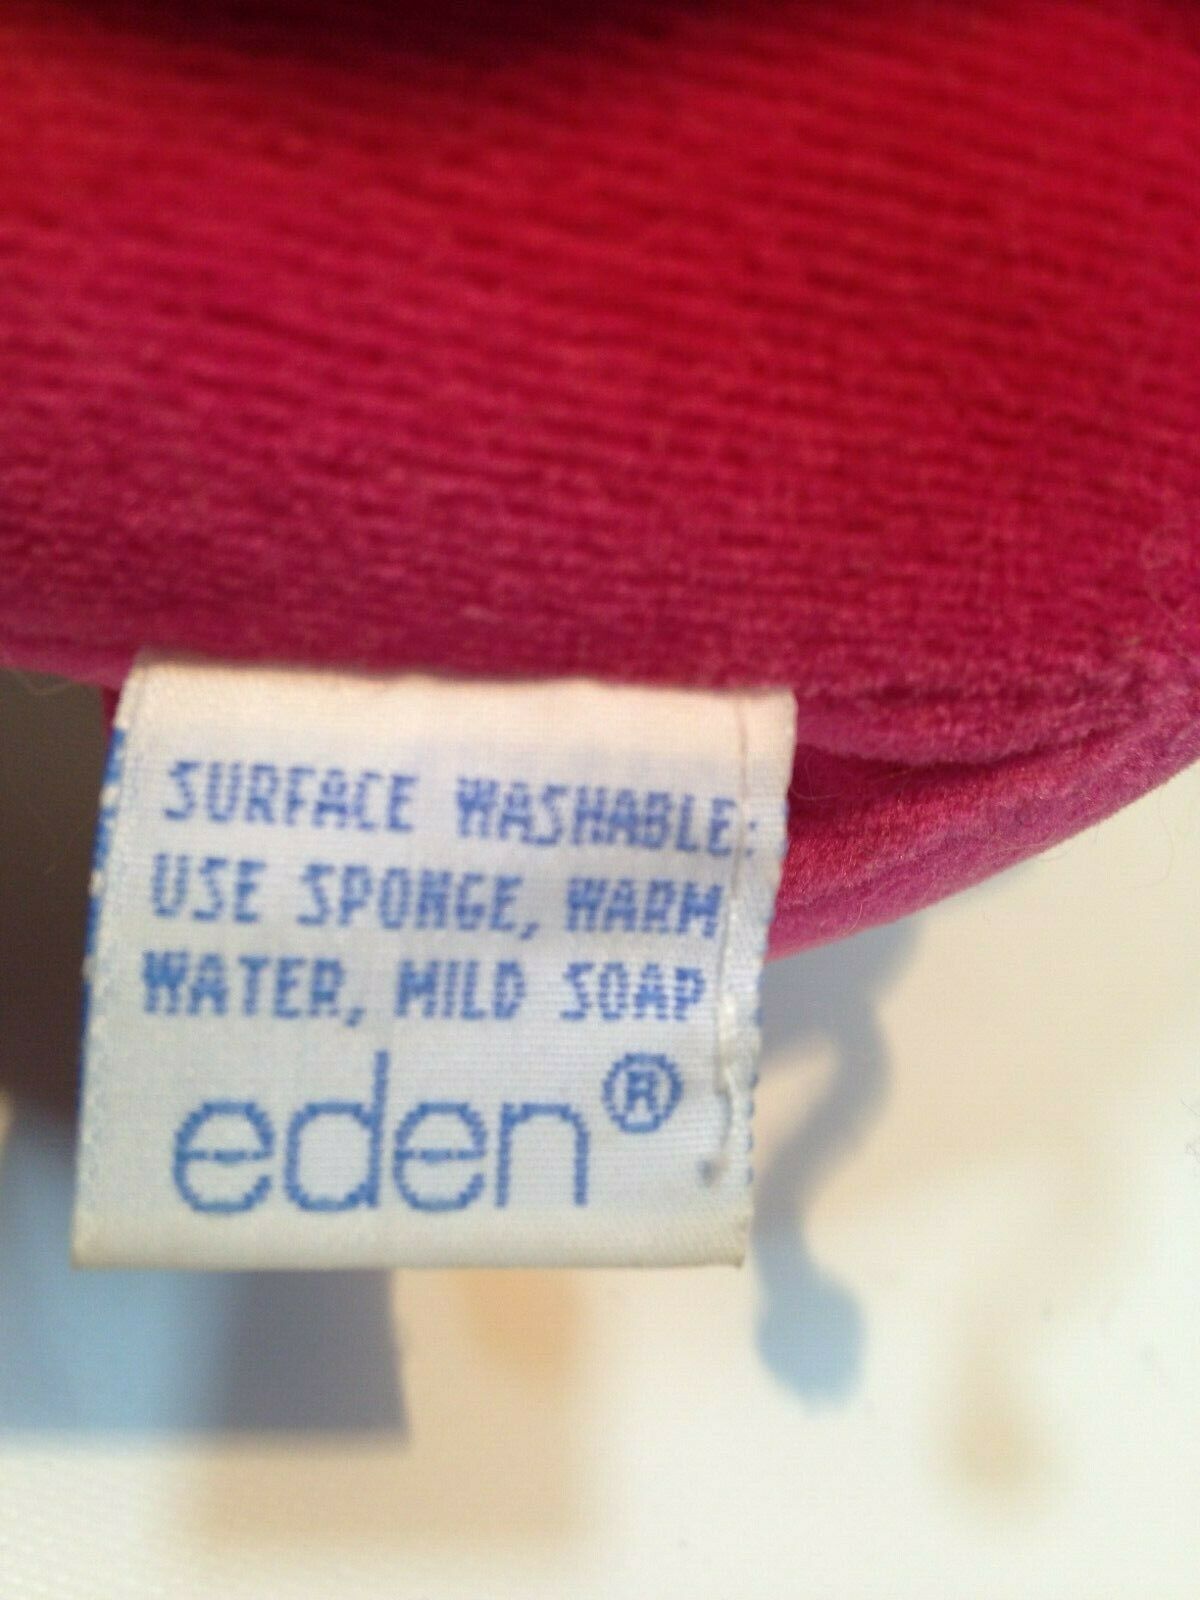 SURFACE WASHABLE:
USE SPONGE, WARM
WATER, MILD SOAP
eden®